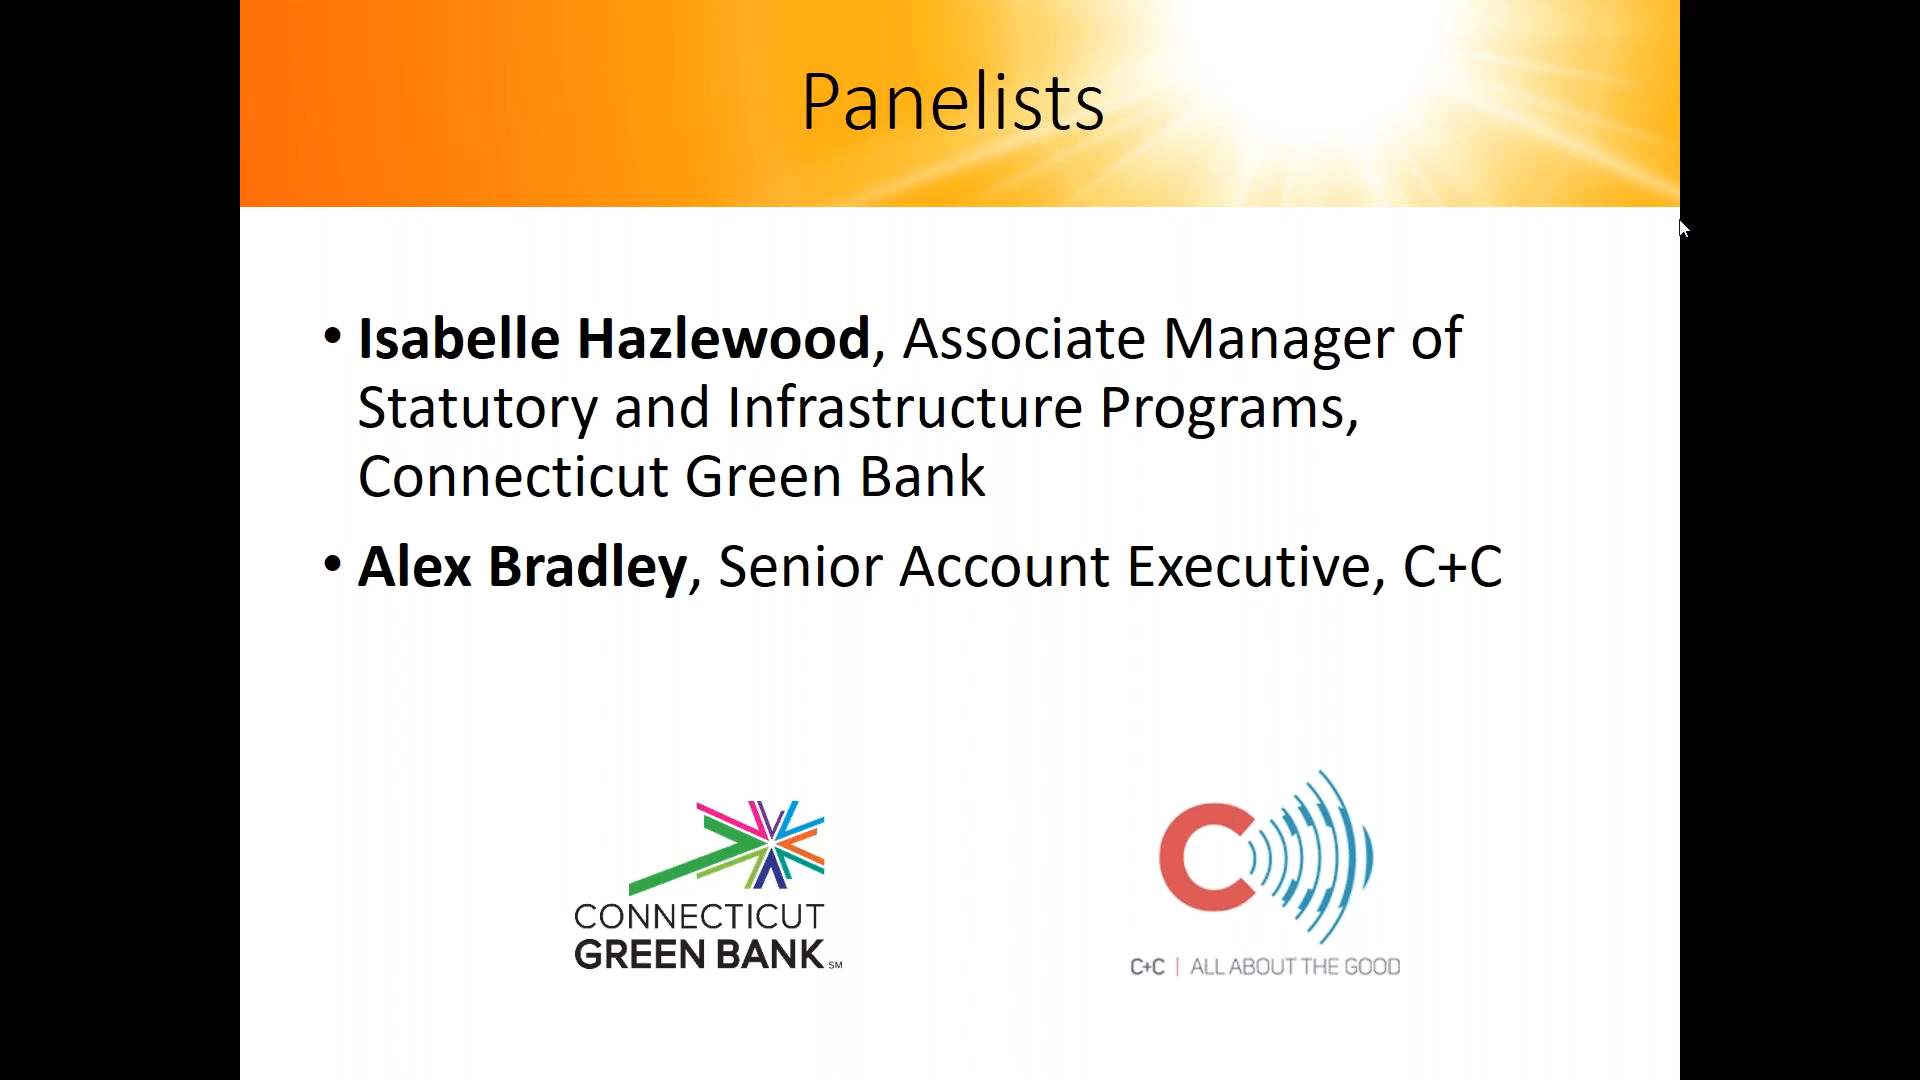 Panelists
• Isabelle Hazlewood, Associate Manager of
Statutory and Infrastructure Programs,
Connecticut Green Bank
• Alex Bradley, Senior Account Executive, C+C
CONNECTICUT
GREEN BANK SM
C+C | ALL ABOUT THE GOOD